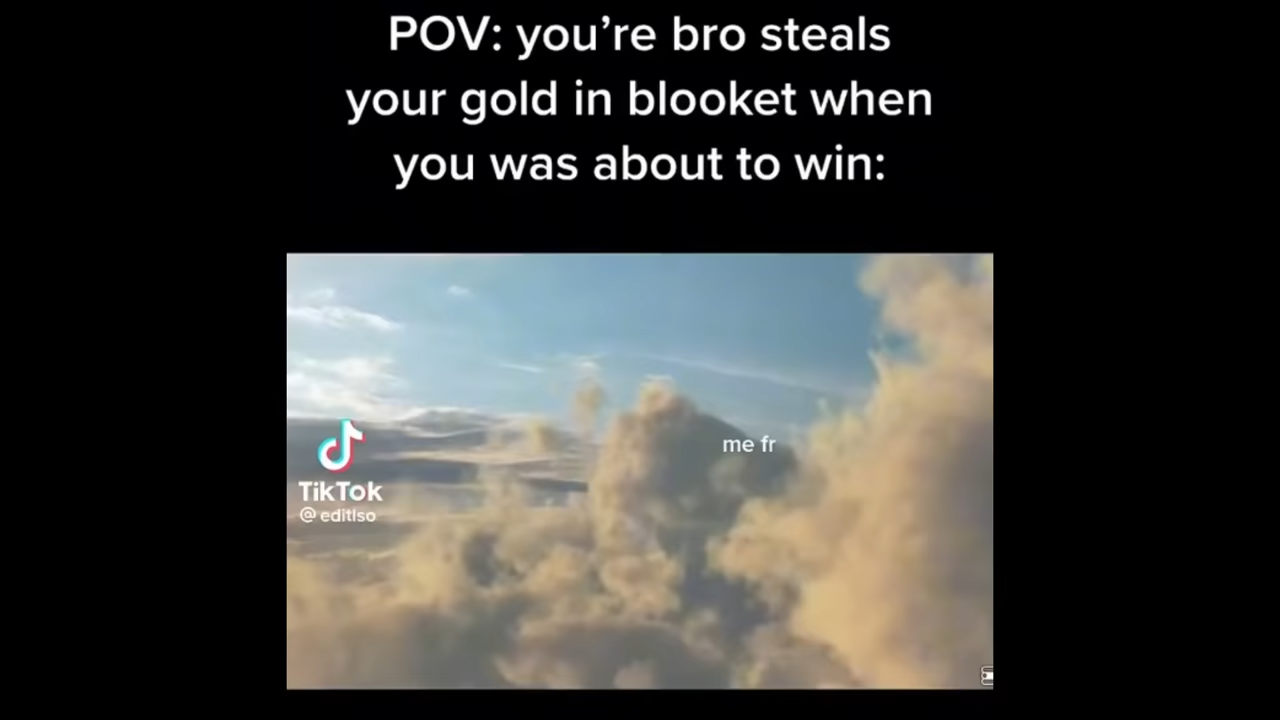 POV: you’re bro steals
your gold in blooket when
you was about to win:
me fr
TikTok
@editlso